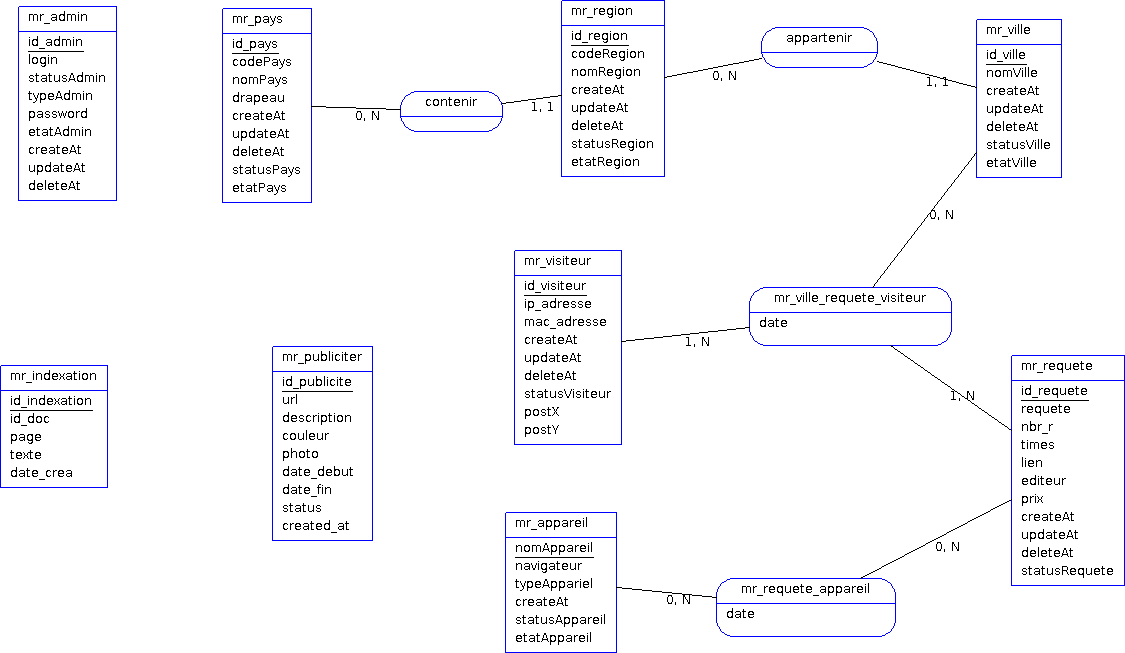 mr_admin
id_admin
login
statusAdmin
typeAdmin
password
etatAdmin
createAt
updateAt
deleteAt
mr_pays
id_pays
codePays
nomPays
drapeau
createAt
updateAt
deleteAt
statusPays
etatPays
0, N
contenir
1, 1
mr_region
id_region
codeRegion
nomRegion
createAt
updateAt
deleteAt
statusRegion
etatRegion
0, N
appartenir
1, 1
mr_ville
id_ville
nomVille
createAt
updateAt
deleteAt
statusVille
etatVille
0, N
mr_visiteur
id_visiteur
ip_adresse
mac_adresse
createAt
updateAt
deleteAt
statusVisiteur
postX
postY
1, N
mr_ville_requete_visiteur
date
1, N
mr_indexation
id_indexation
id_doc
page
texte
date_crea
mr_publiciter
id_publicite
url
description
couleur
photo
date_debut
date_fin
status
created_at
mr_requete
id_requete
requete
nbr_r
times
lien
editeur
prix
createAt
updateAt
deleteAt
statusRequete
0, N
mr_appareil
nomAppareil
navigateur
typeAppariel
createAt
statusAppareil
etatAppareil
0, N
mr_requete_appareil
date